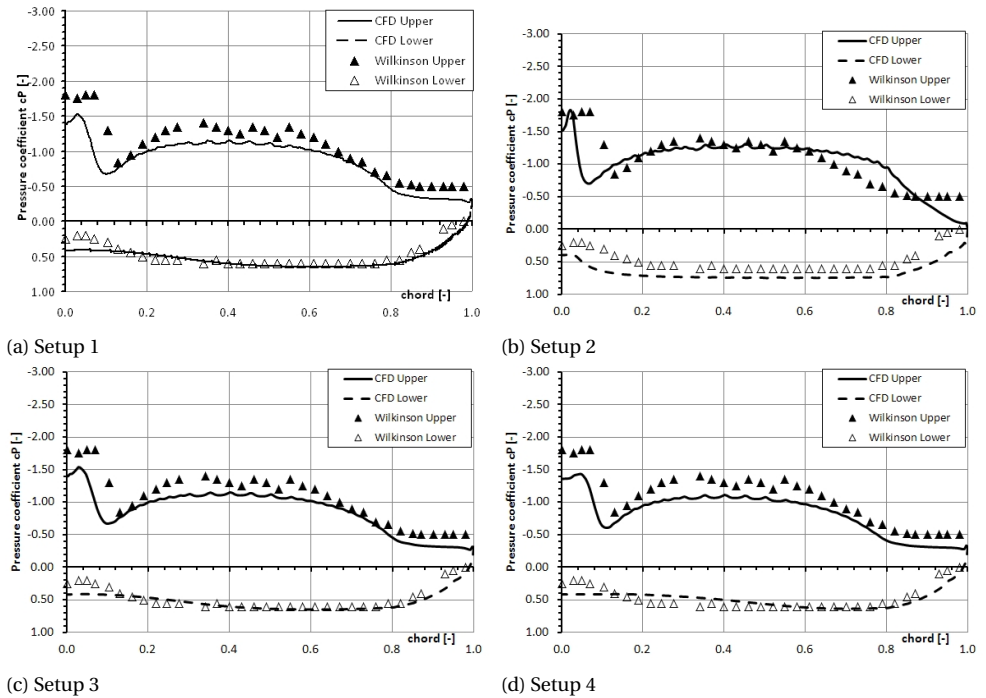 -3.00
-2.50
-2.00
-1.50
-1.00
-0.50
0.00
0.50
1.00
Pressure coefficient cP [-]
CFD Upper
CFD Lower
Wilkinson Upper
Wilkinson Lower
chord [-]
0.0 0.2 0.4 0.6 0.8 1.0
(a) Setup 1
-3.00
-2.50
-2.00
-1.50
-1.00
-0.50
0.00
0.50
1.00
Pressure coefficient cP [-]
CFD Upper
CFD Lower
Wilkinson Upper
Wilkinson Lower
chord [-]
0.0 0.2 0.4 0.6 0.8 1.0
(b) Setup 2
-3.00
-2.50
-2.00
-1.50
-1.00
-0.50
0.00
0.50
1.00
Pressure coefficient cP [-]
CFD Upper
CFD Lower
Wilkinson Upper
Wilkinson Lower
chord [-]
0.0 0.2 0.4 0.6 0.8 1.0
(c) Setup 3
-3.00
-2.50
-2.00
-1.50
-1.00
-0.50
0.00
0.50
1.00
Pressure coefficient cP [-]
CFD Upper
CFD Lower
Wilkinson Upper
Wilkinson Lower
chord [-]
0.0 0.2 0.4 0.6 0.8 1.0
(d) Setup 4